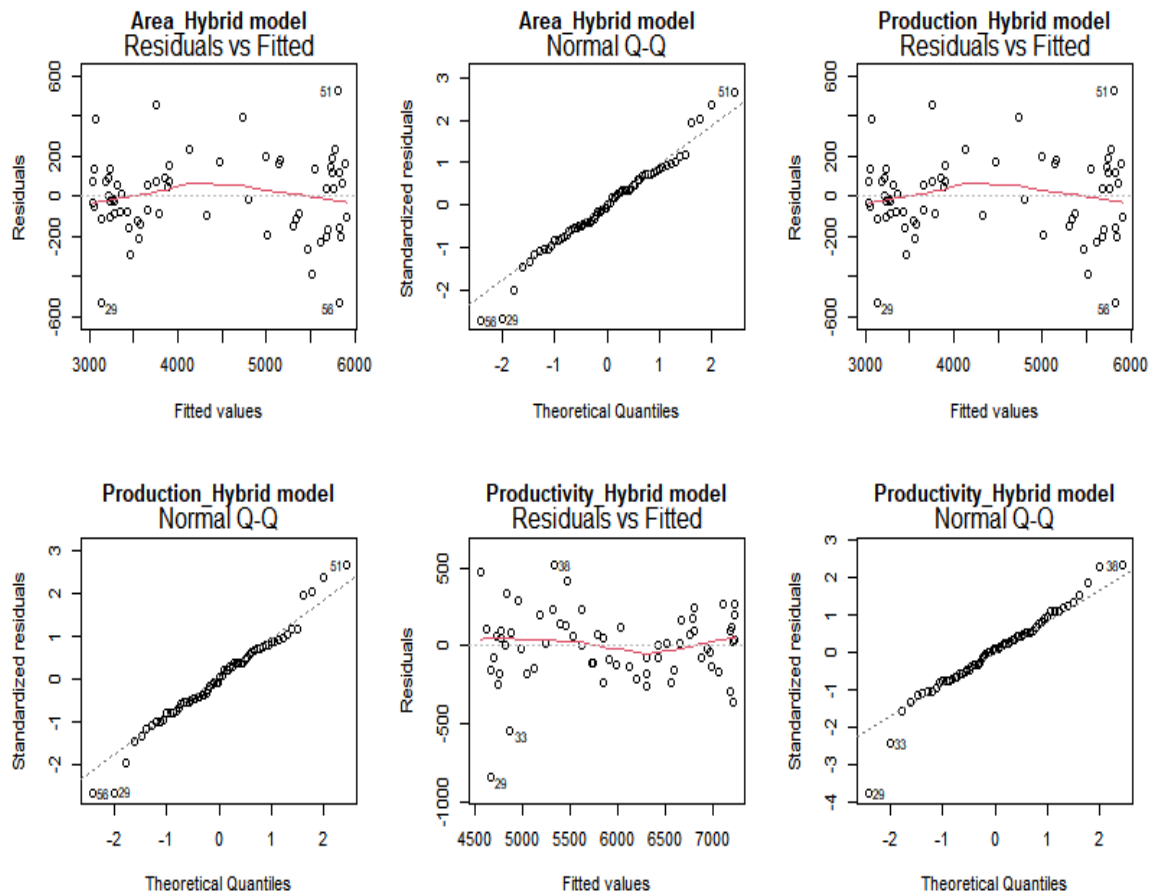 Area_Hybrid model
Residuals vs Fitted
Residuals
600
200
0
-200
-600
51
29
56
3000 4000 5000 6000
Fitted values
Area_Hybrid model
Normal Q-Q
Standardized residuals
3
2
1
0
-1
-2
51
56
29
-2 -1 0 1 2
Theoretical Quantiles
Production_Hybrid model
Residuals vs Fitted
Residuals
600
200
0
-200
-600
51
29
56
3000 4000 5000 6000
Fitted values
Production_Hybrid model
Normal Q-Q
Standardized residuals
3
2
1
0
-1
-2
51
56
29
-2 -1 0 1 2
Theoretical Quantiles
Productivity_Hybrid model
Residuals vs Fitted
Residuals
500
0
-500
-1000
38
33
29
4500 5000 5500 6000 6500 7000
Fitted values
Productivity_Hybrid model
Normal Q-Q
Standardized residuals
3
2
1
0
-1
-2
-3
-4
38
33
29
-2 -1 0 1 2
Theoretical Quantiles